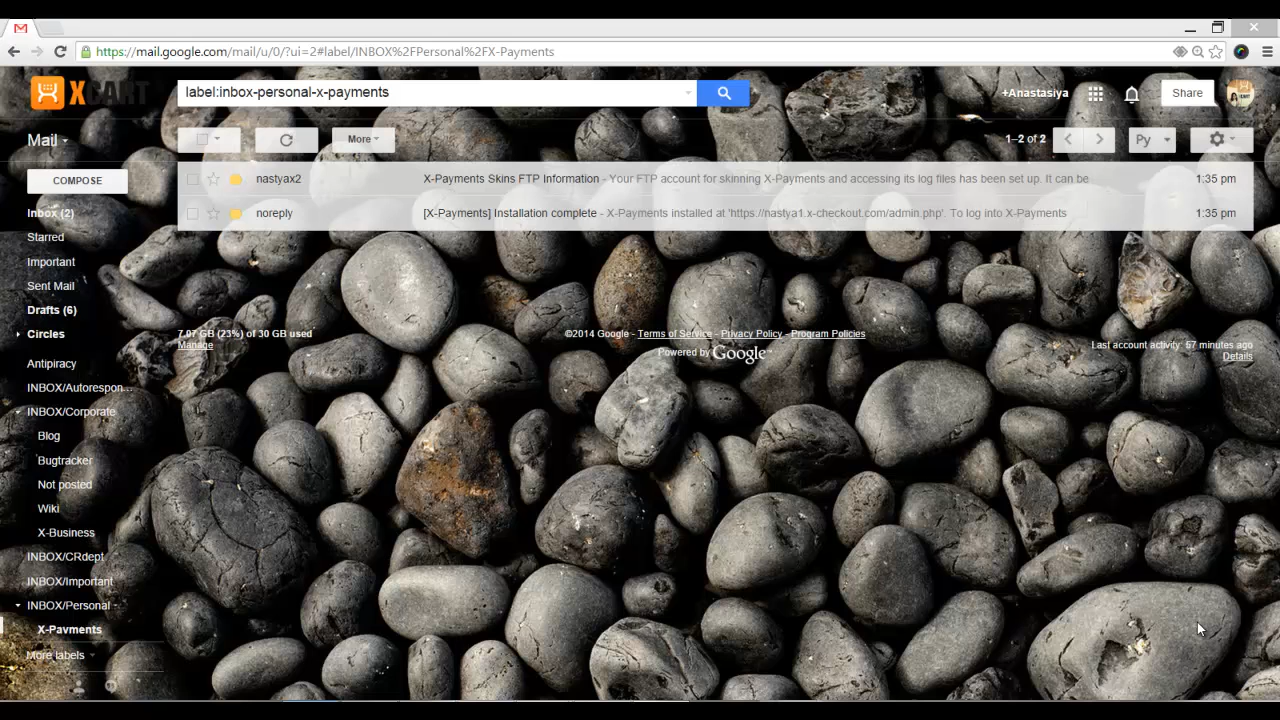 https://mail.google.com/mail/u/0/?ui=2#label/INBOX%2FPersonal%2FX-Payments
XCART
label:inbox-personal-x-payments
+Anastasiya
Share
Mail
More
1–2 of 2
Py
COMPOSE
nastyax2 X-Payments Skins FTP Information - Your FTP account for skinning X-Payments and accessing its log files has been set up. It can be 1:35 pm
noreply [X-Payments] Installation complete - X-Payments installed at 'https://nastya1.x-checkout.com/admin.php'. To log into X-Payments 1:35 pm
Inbox (2)
Starred
Important
Sent Mail
Drafts (6)
Circles
Antipiracy
INBOX/Autorespon...
INBOX/Corporate
Blog
Bugtracker
Not posted
Wiki
X-Business
INBOX/CRdept
INBOX/Important
INBOX/Personal
X-Payments
More labels
7.07 GB (23%) of 30 GB used
Manage
©2014 Google - Terms of Service - Privacy Policy - Program Policies
Powered by Google™
Last account activity: 57 minutes ago
Details